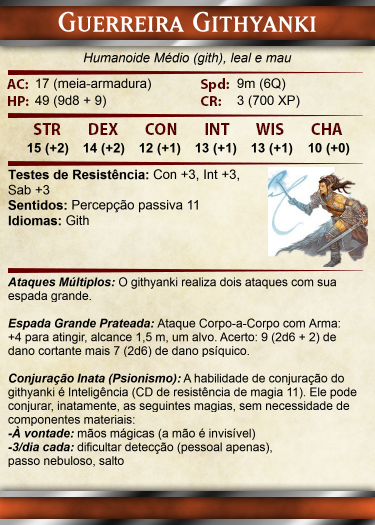 Guerreira Githyanki
Humanoide Médio (gith), leal e mau
AC: 17 (meia-armadura) Spd: 9m (6Q)
HP: 49 (9d8 + 9) CR: 3 (700 XP)
STR DEX CON INT WIS CHA
15 (+2) 14 (+2) 12 (+1) 13 (+1) 13 (+1) 10 (+0)
Testes de Resistência: Con +3, Int +3,
Sab +3
Sentidos: Percepção passiva 11
Idiomas: Gith
Ataques Múltiplos: O githyanki realiza dois ataques com sua
espada grande.
Espada Grande Prateada: Ataque Corpo-a-Corpo com Arma:
+4 para atingir, alcance 1,5 m, um alvo. Acerto: 9 (2d6 + 2) de
dano cortante mais 7 (2d6) de dano psíquico.
Conjuração Inata (Psionismo): A habilidade de conjuração do
githyanki é Inteligência (CD de resistência de magia 11). Ele pode
conjurar, inatamente, as seguintes magias, sem necessidade de
componentes materiais:
-À vontade: mãos mágicas (a mão é invisível)
-3/dia cada: dificultar detecção (pessoal apenas),
passo nebuloso, salto